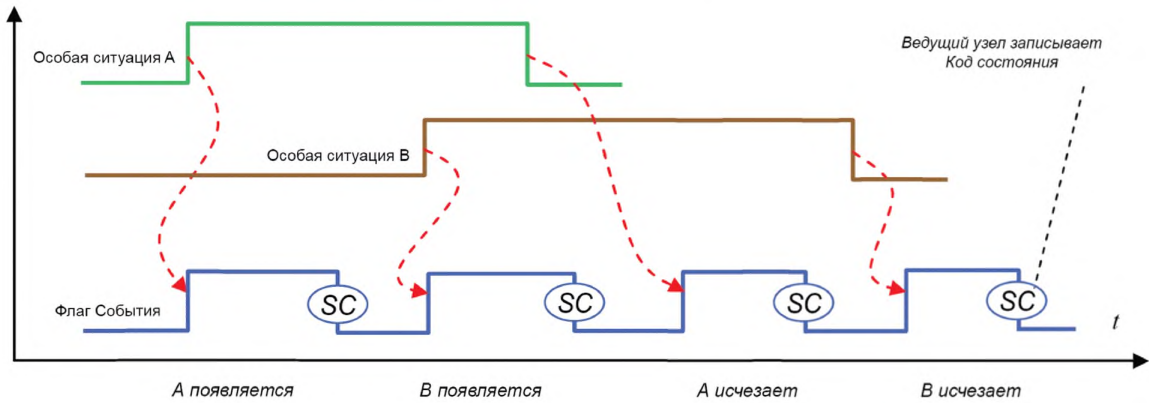 Особая ситуация A
Ведущий узел записывает
Код состояния
Особая ситуация B
Флаг События
SC
SC
SC
SC
t
A появляется
B появляется
A исчезает
B исчезает